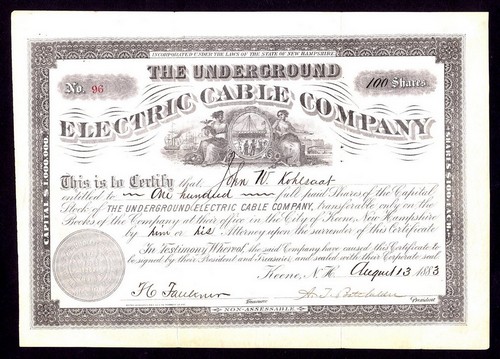 INCORPORATED UNDER THE LAWS OF THE STATE OF NEW HAMPSHIRE
No. 96
100 Shares
THE UNDERGROUND
ELECTRIC CABLE COMPANY
CAPITAL $1,000,000.
This is to Certify that John W. Kohlsaat
entitled to One hundred full paid Shares of the Capital
Stock of THE UNDERGROUND ELECTRIC CABLE COMPANY, transferable only on the
Books of the Company at their office in the City of Keene, New Hampshire
by him or his Attorney upon the surrender of this Certificate
In Testimony Whereof, the said Company have caused this Certificate to
be signed by their President and Treasurer, and sealed with their Corporate seal
Keene, N.H. August 13 1883
Treasurer
President
NON-ASSESSABLE